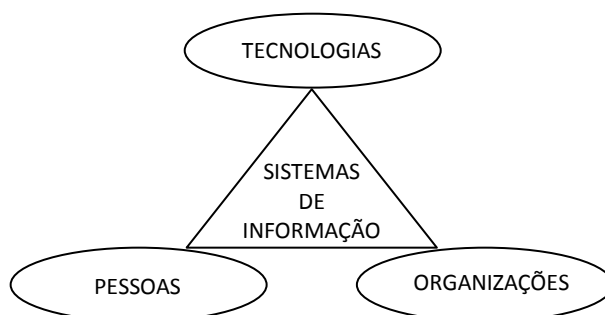 TECNOLOGIAS
SISTEMAS
DE
INFORMAÇÃO
PESSOAS
ORGANIZAÇÕES